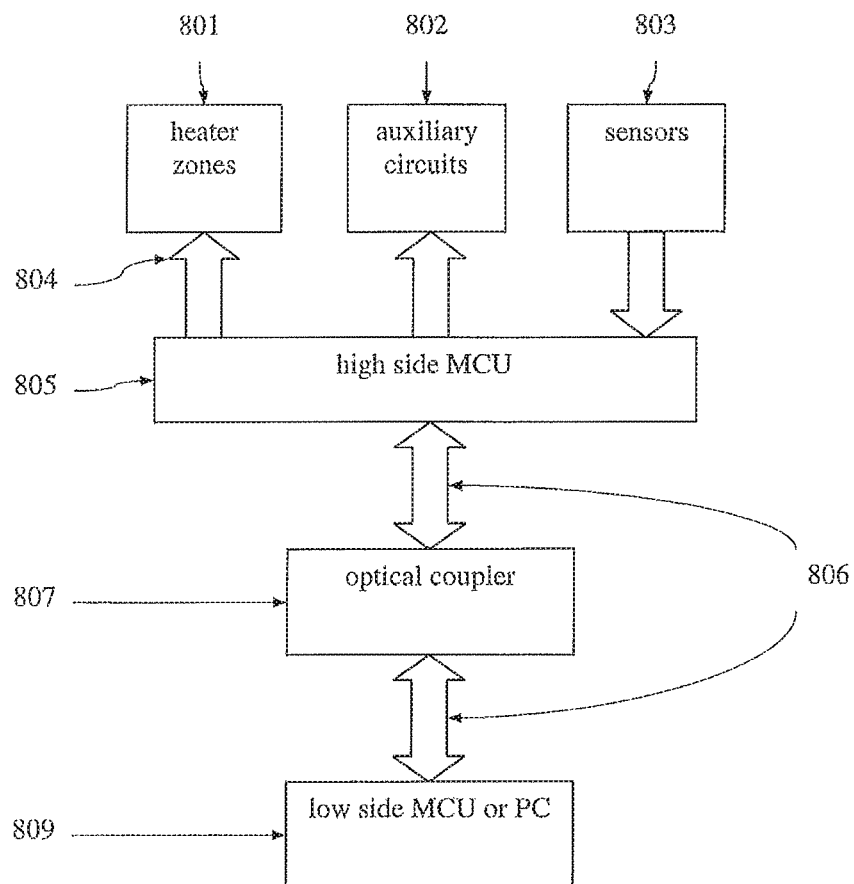 801
802
803
heater
zones
auxiliary
circuits
sensors
804
high side MCU
805
optical coupler
806
807
low side MCU or PC
809